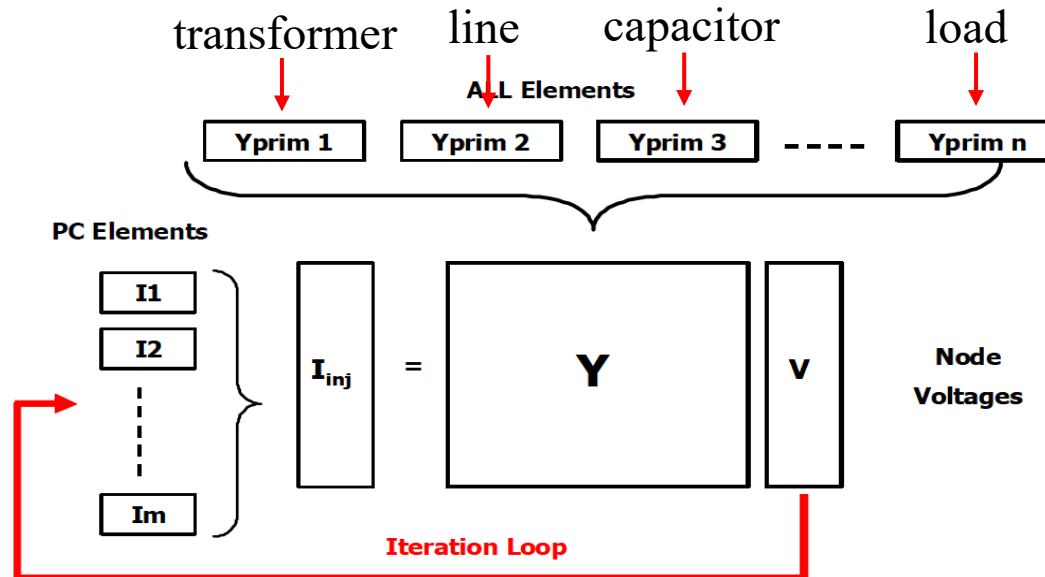 transformer line capacitor load
ALL Elements
Yprim 1 Yprim 2 Yprim 3 Yprim n
PC Elements
I1
I2
Im
Iinj = Y V
Node
Voltages
Iteration Loop